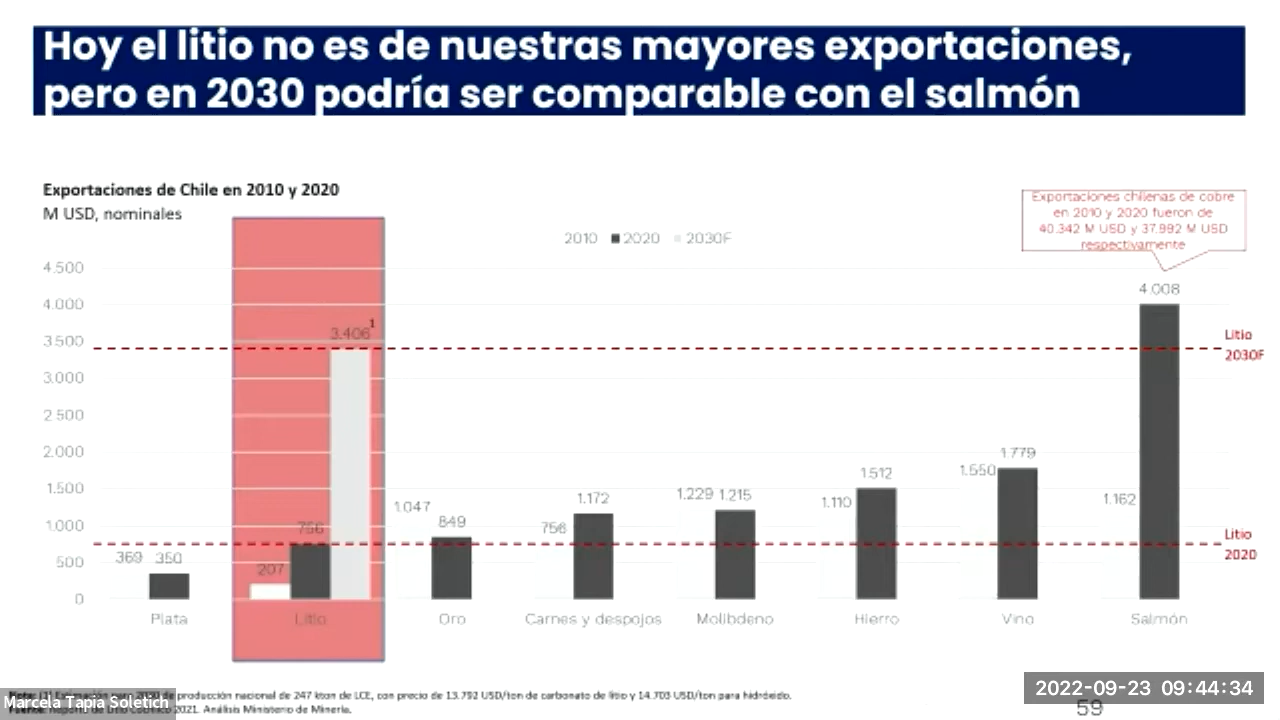 Hoy el litio no es de nuestras mayores exportaciones,
pero en 2030 podría ser comparable con el salmón
Exportaciones de Chile en 2010 y 2020
M USD, nominales
Exportaciones chilenas de cobre
en 2010 y 2020 fueron de
40.342 M USD y 37.992 M USD
respectivamente
2010 2020 2030F
4.500
4.000
3.500
3.000
2.500
2.000
1.500
1.000
500
0
369 350
207
756
3.406 1
1.047
849
756
1.172
1.229 1.215
1.110
1.512
1.550
1.779
1.162
4.008
Litio
2030F
Litio
2020
Plata Litio Oro Carnes y despojos Molibdeno Hierro Vino Salmón
de producción nacional de 247 kton de LCE, con precio de 13.792 USD/ton de carbonato de litio y 14.703 USD/ton para hidróxido.
2021. Análisis Ministerio de Minería.
Marcela Tapia Soletich
2022-09-23 09:44:34
59